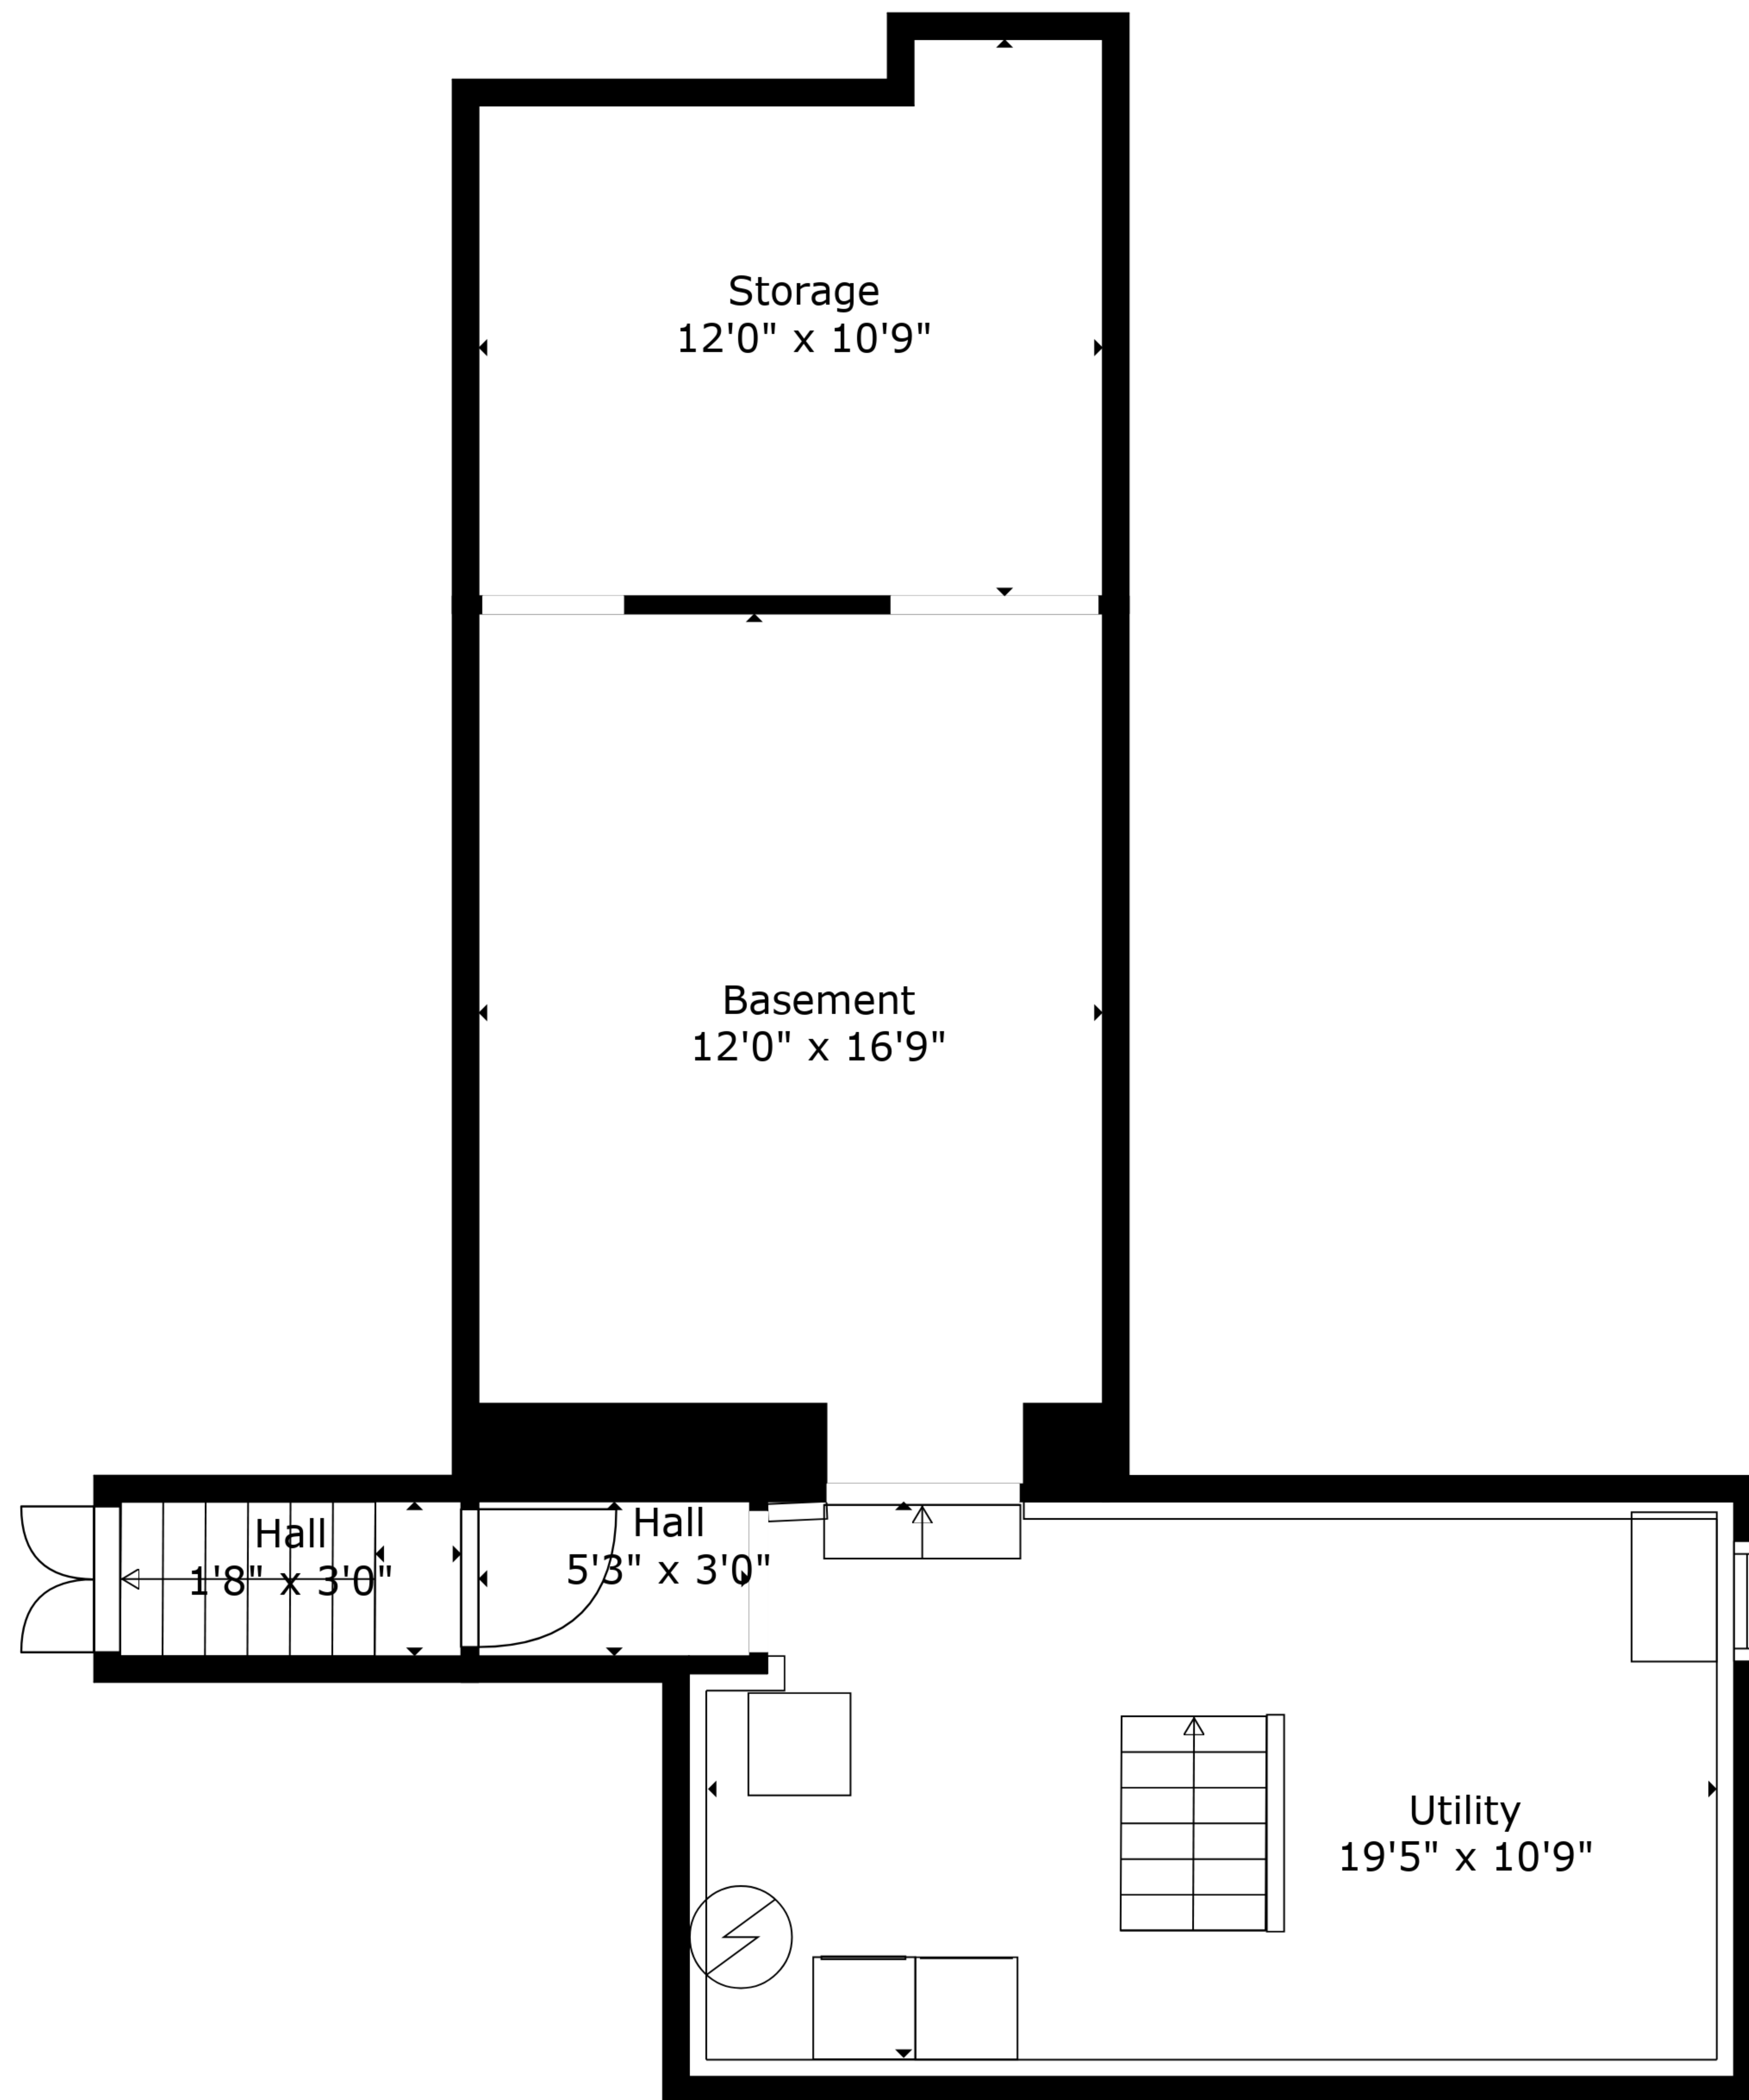 Storage
12'0" x 10'9"
Basement
12'0" x 16'9"
Hall
1'8" x 3'0"
Hall
5'3" x 3'0"
Utility
19'5" x 10'9"